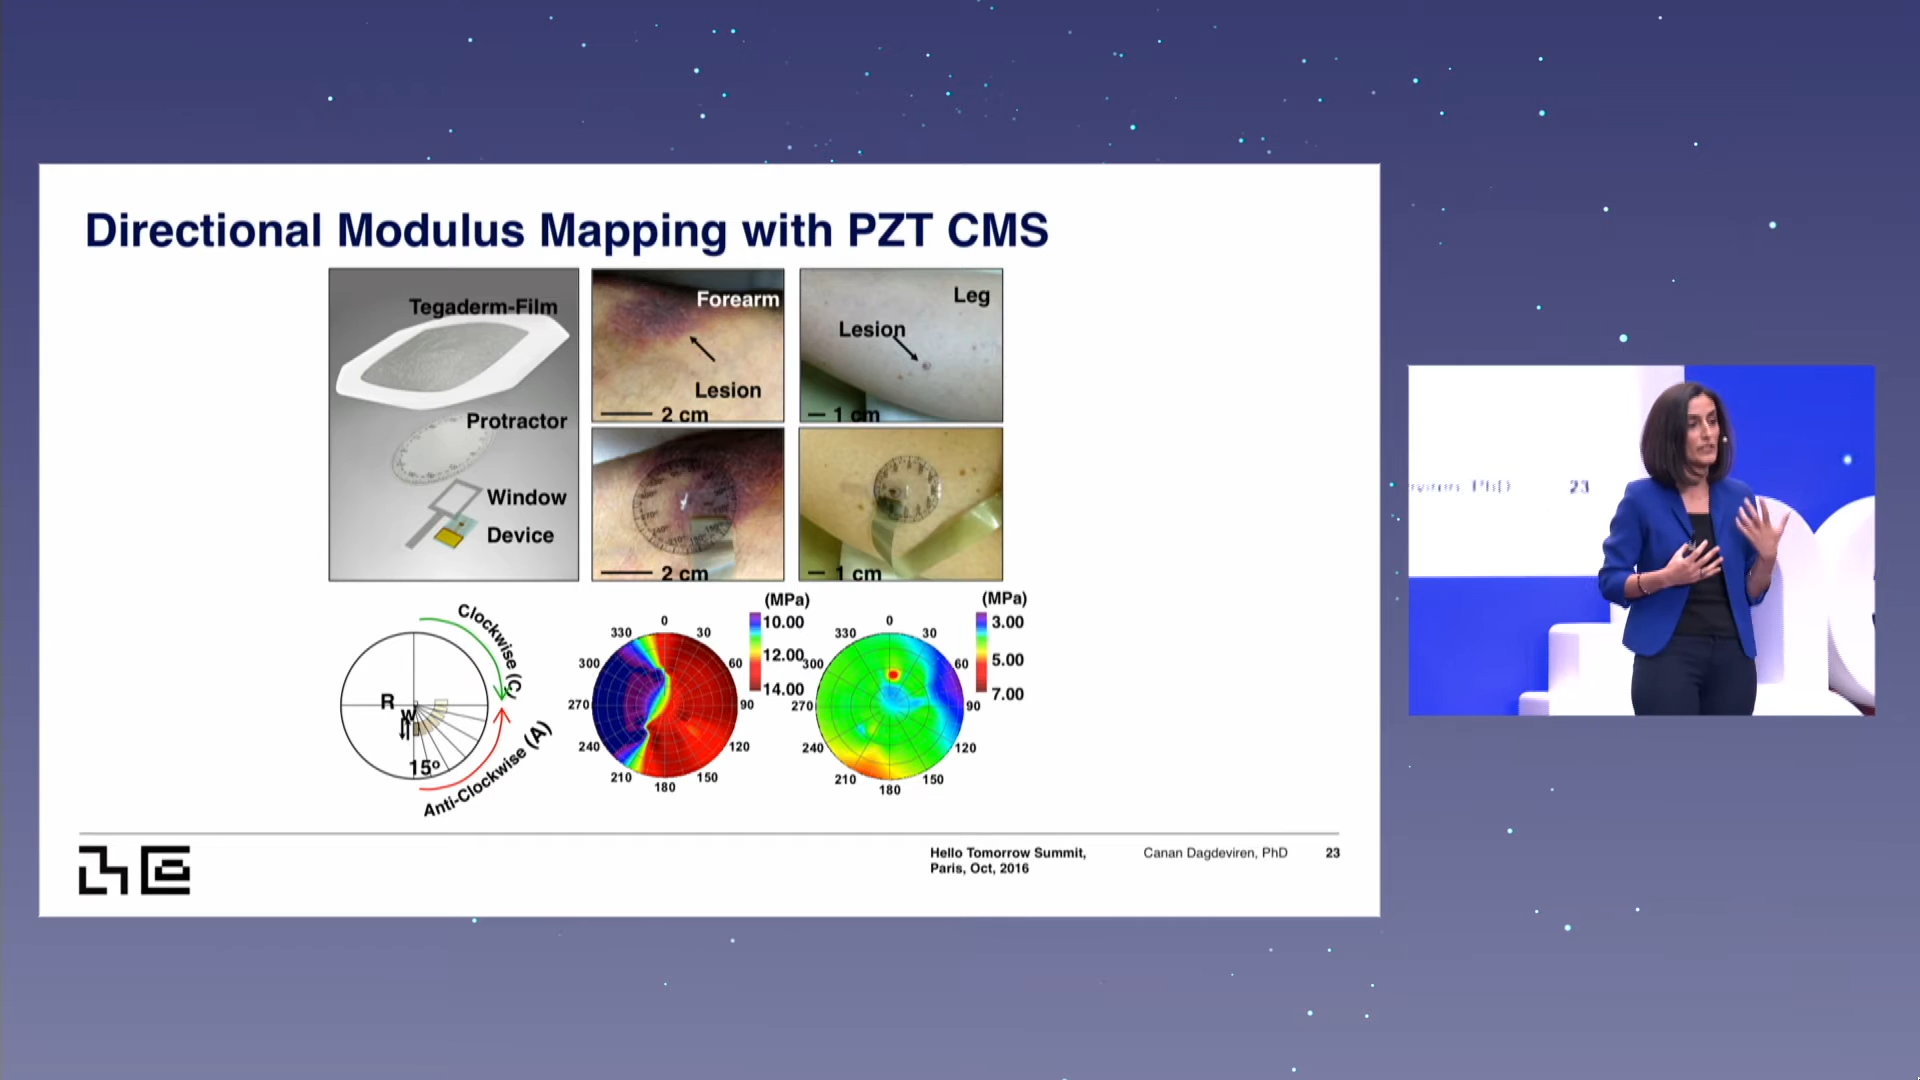 Directional Modulus Mapping with PZT CMS
Tegaderm-Film
Protractor
Window
Device
Forearm
Lesion
2 cm
Leg
Lesion
1 cm
2 cm
1 cm
Clockwise (C)
R
W
15º
Anti-Clockwise (A)
(MPa)
10.00
12.00
14.00
0
30
60
90
120
150
180
210
240
270
300
330
(MPa)
3.00
5.00
7.00
0
30
60
90
120
150
180
210
240
270
300
330
Hello Tomorrow Summit,
Paris, Oct, 2016
Canan Dagdeviren, PhD
23
PhD 23